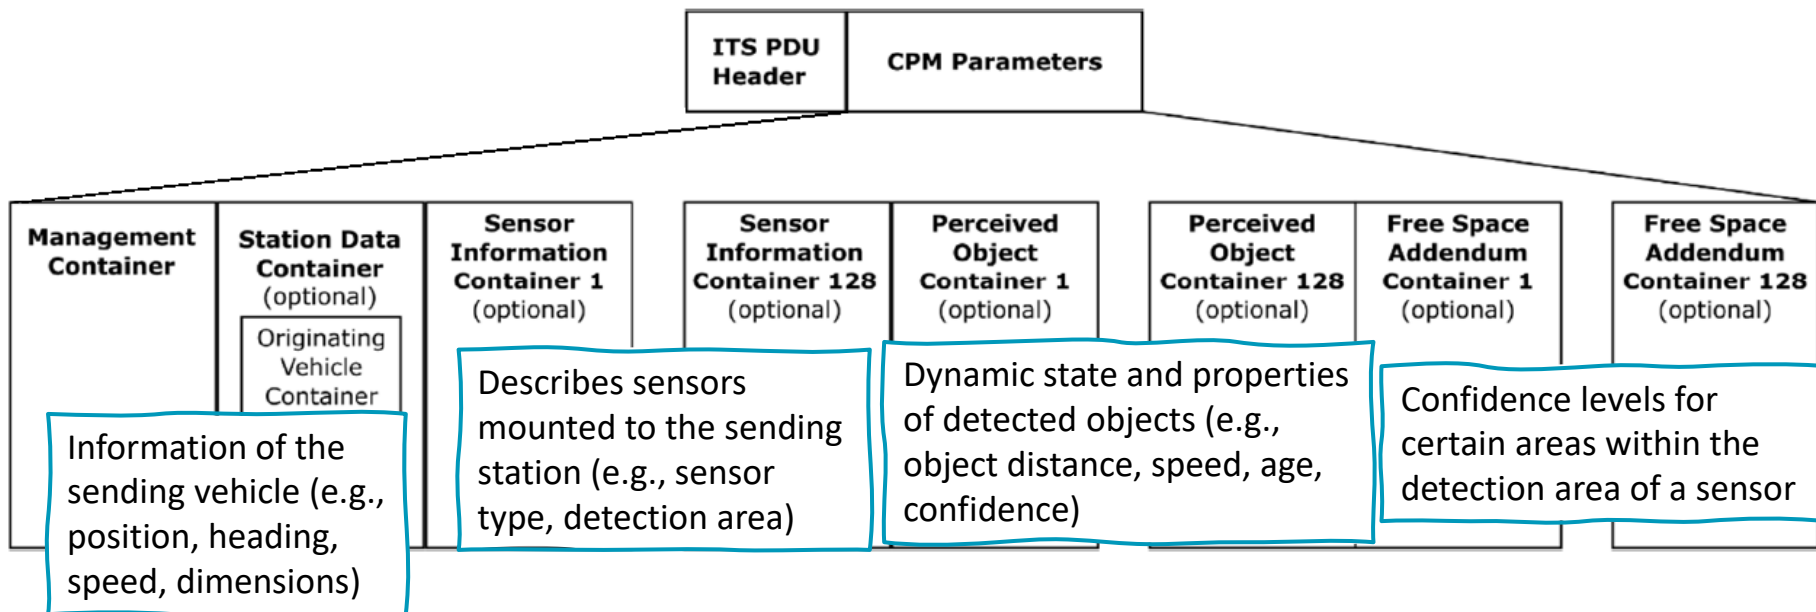 ITS PDU
Header
CPM Parameters
Management
Container
Station Data
Container
(optional)
Originating
Vehicle
Container
Sensor
Information
Container 1
(optional)
Sensor
Information
Container 128
(optional)
Perceived
Object
Container 1
(optional)
Perceived
Object
Container 128
(optional)
Free Space
Addendum
Container 1
(optional)
Free Space
Addendum
Container 128
(optional)
Information of the
sending vehicle (e.g.,
position, heading,
speed, dimensions)
Describes sensors
mounted to the sending
station (e.g., sensor
type, detection area)
Dynamic state and properties
of detected objects (e.g.,
object distance, speed, age,
confidence)
Confidence levels for
certain areas within the
detection area of a sensor